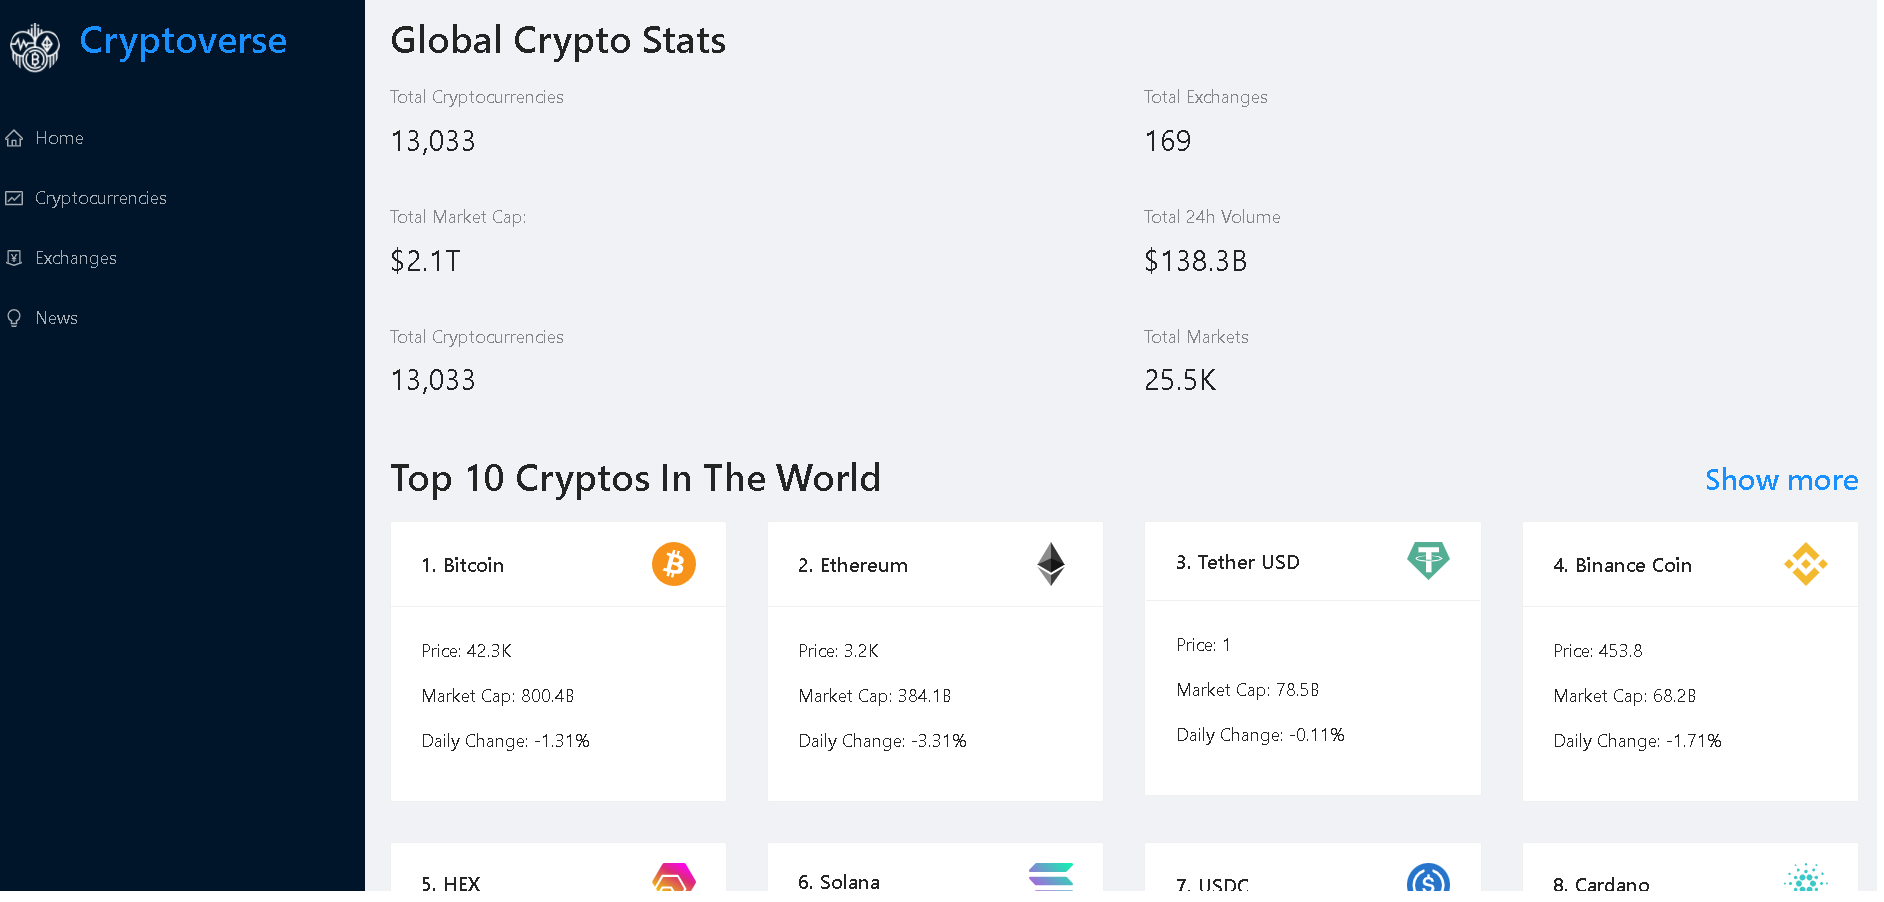 Cryptoverse
Home
Cryptocurrencies
Exchanges
News
Global Crypto Stats
Total Cryptocurrencies
13,033
Total Exchanges
169
Total Market Cap:
$2.1T
Total 24h Volume
$138.3B
Total Cryptocurrencies
13,033
Total Markets
25.5K
Top 10 Cryptos In The World
Show more
1. Bitcoin
Price: 42.3K
Market Cap: 800.4B
Daily Change: -1.31%
2. Ethereum
Price: 3.2K
Market Cap: 384.1B
Daily Change: -3.31%
3. Tether USD
Price: 1
Market Cap: 78.5B
Daily Change: -0.11%
4. Binance Coin
Price: 453.8
Market Cap: 68.2B
Daily Change: -1.71%
5. HEX
6. Solana
7. USDC
8. Cardano